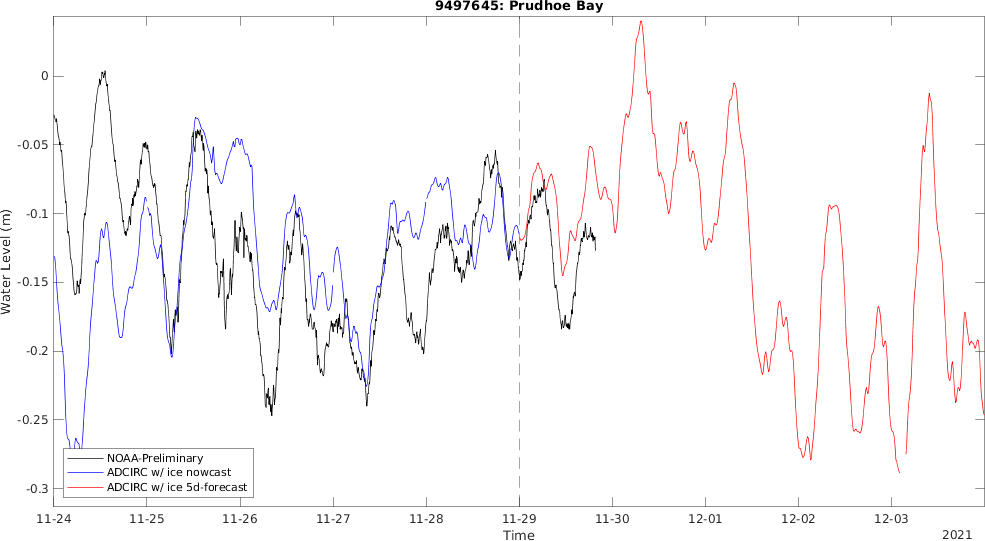 9497645: Prudhoe Bay
Water Level (m)
0
-0.05
-0.1
-0.15
-0.2
-0.25
-0.3
NOAA-Preliminary
ADCIRC w/ ice nowcast
ADCIRC w/ ice 5d-forecast
11-24 11-25 11-26 11-27 11-28 11-29 11-30 12-01 12-02 12-03
Time
2021